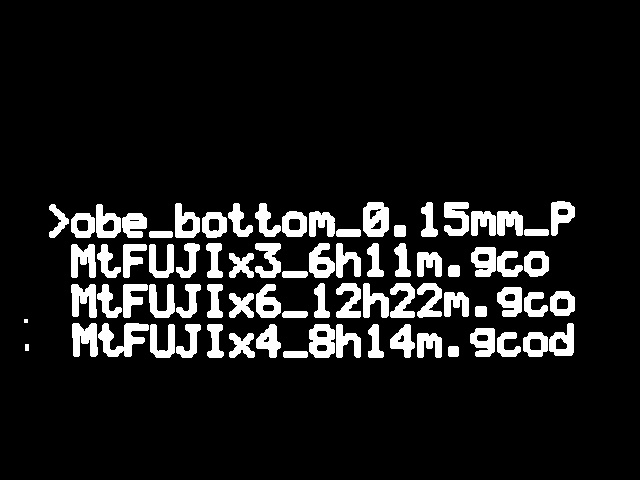 >obe_bottom_0.15mm_P
MtFUJIx3_6h11m.gco
MtFUJIx6_12h22m.gco
MtFUJIx4_8h14m.gcod